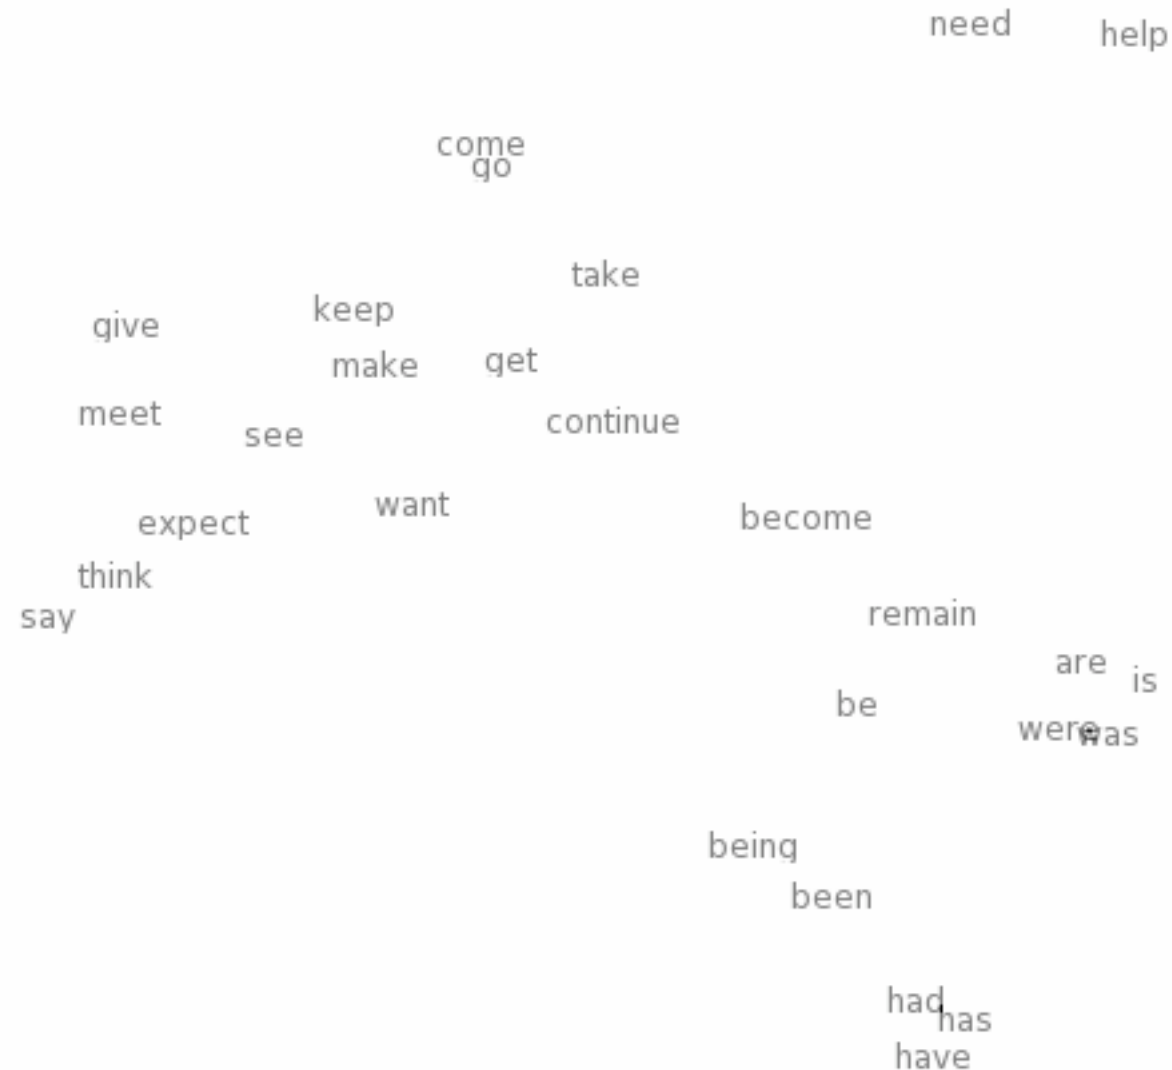 need help
come
go
take
keep
give
get
make
meet
continue
see
want
become
expect
think
remain
say
are
is
be
were was
being
been
had
has
have